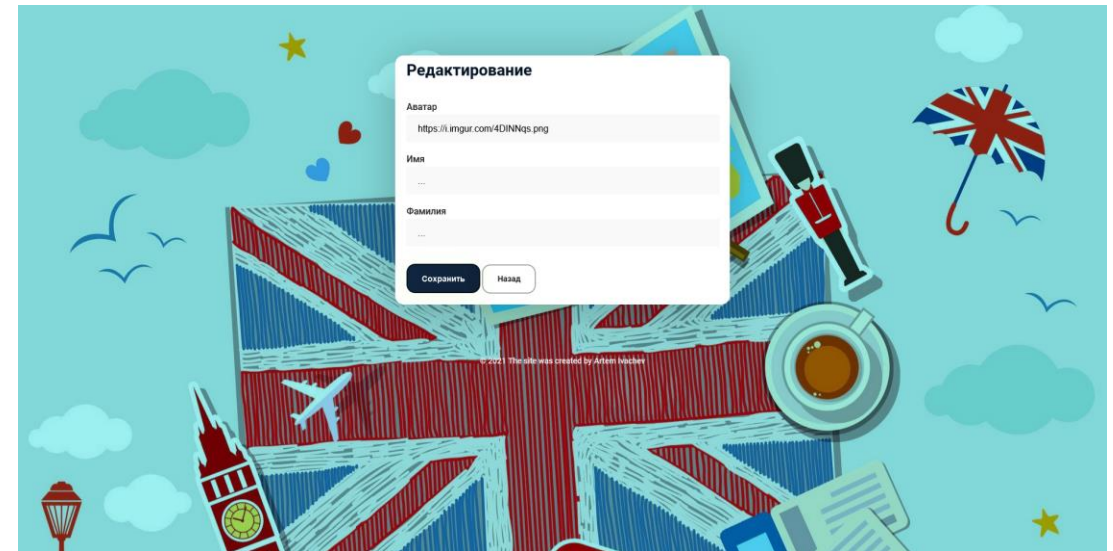 Редактирование
Аватар
https://i.imgur.com/4DINNqs.png
Имя
...
Фамилия
...
Сохранить Назад
© 2021 The site was created by Artem Ivachev